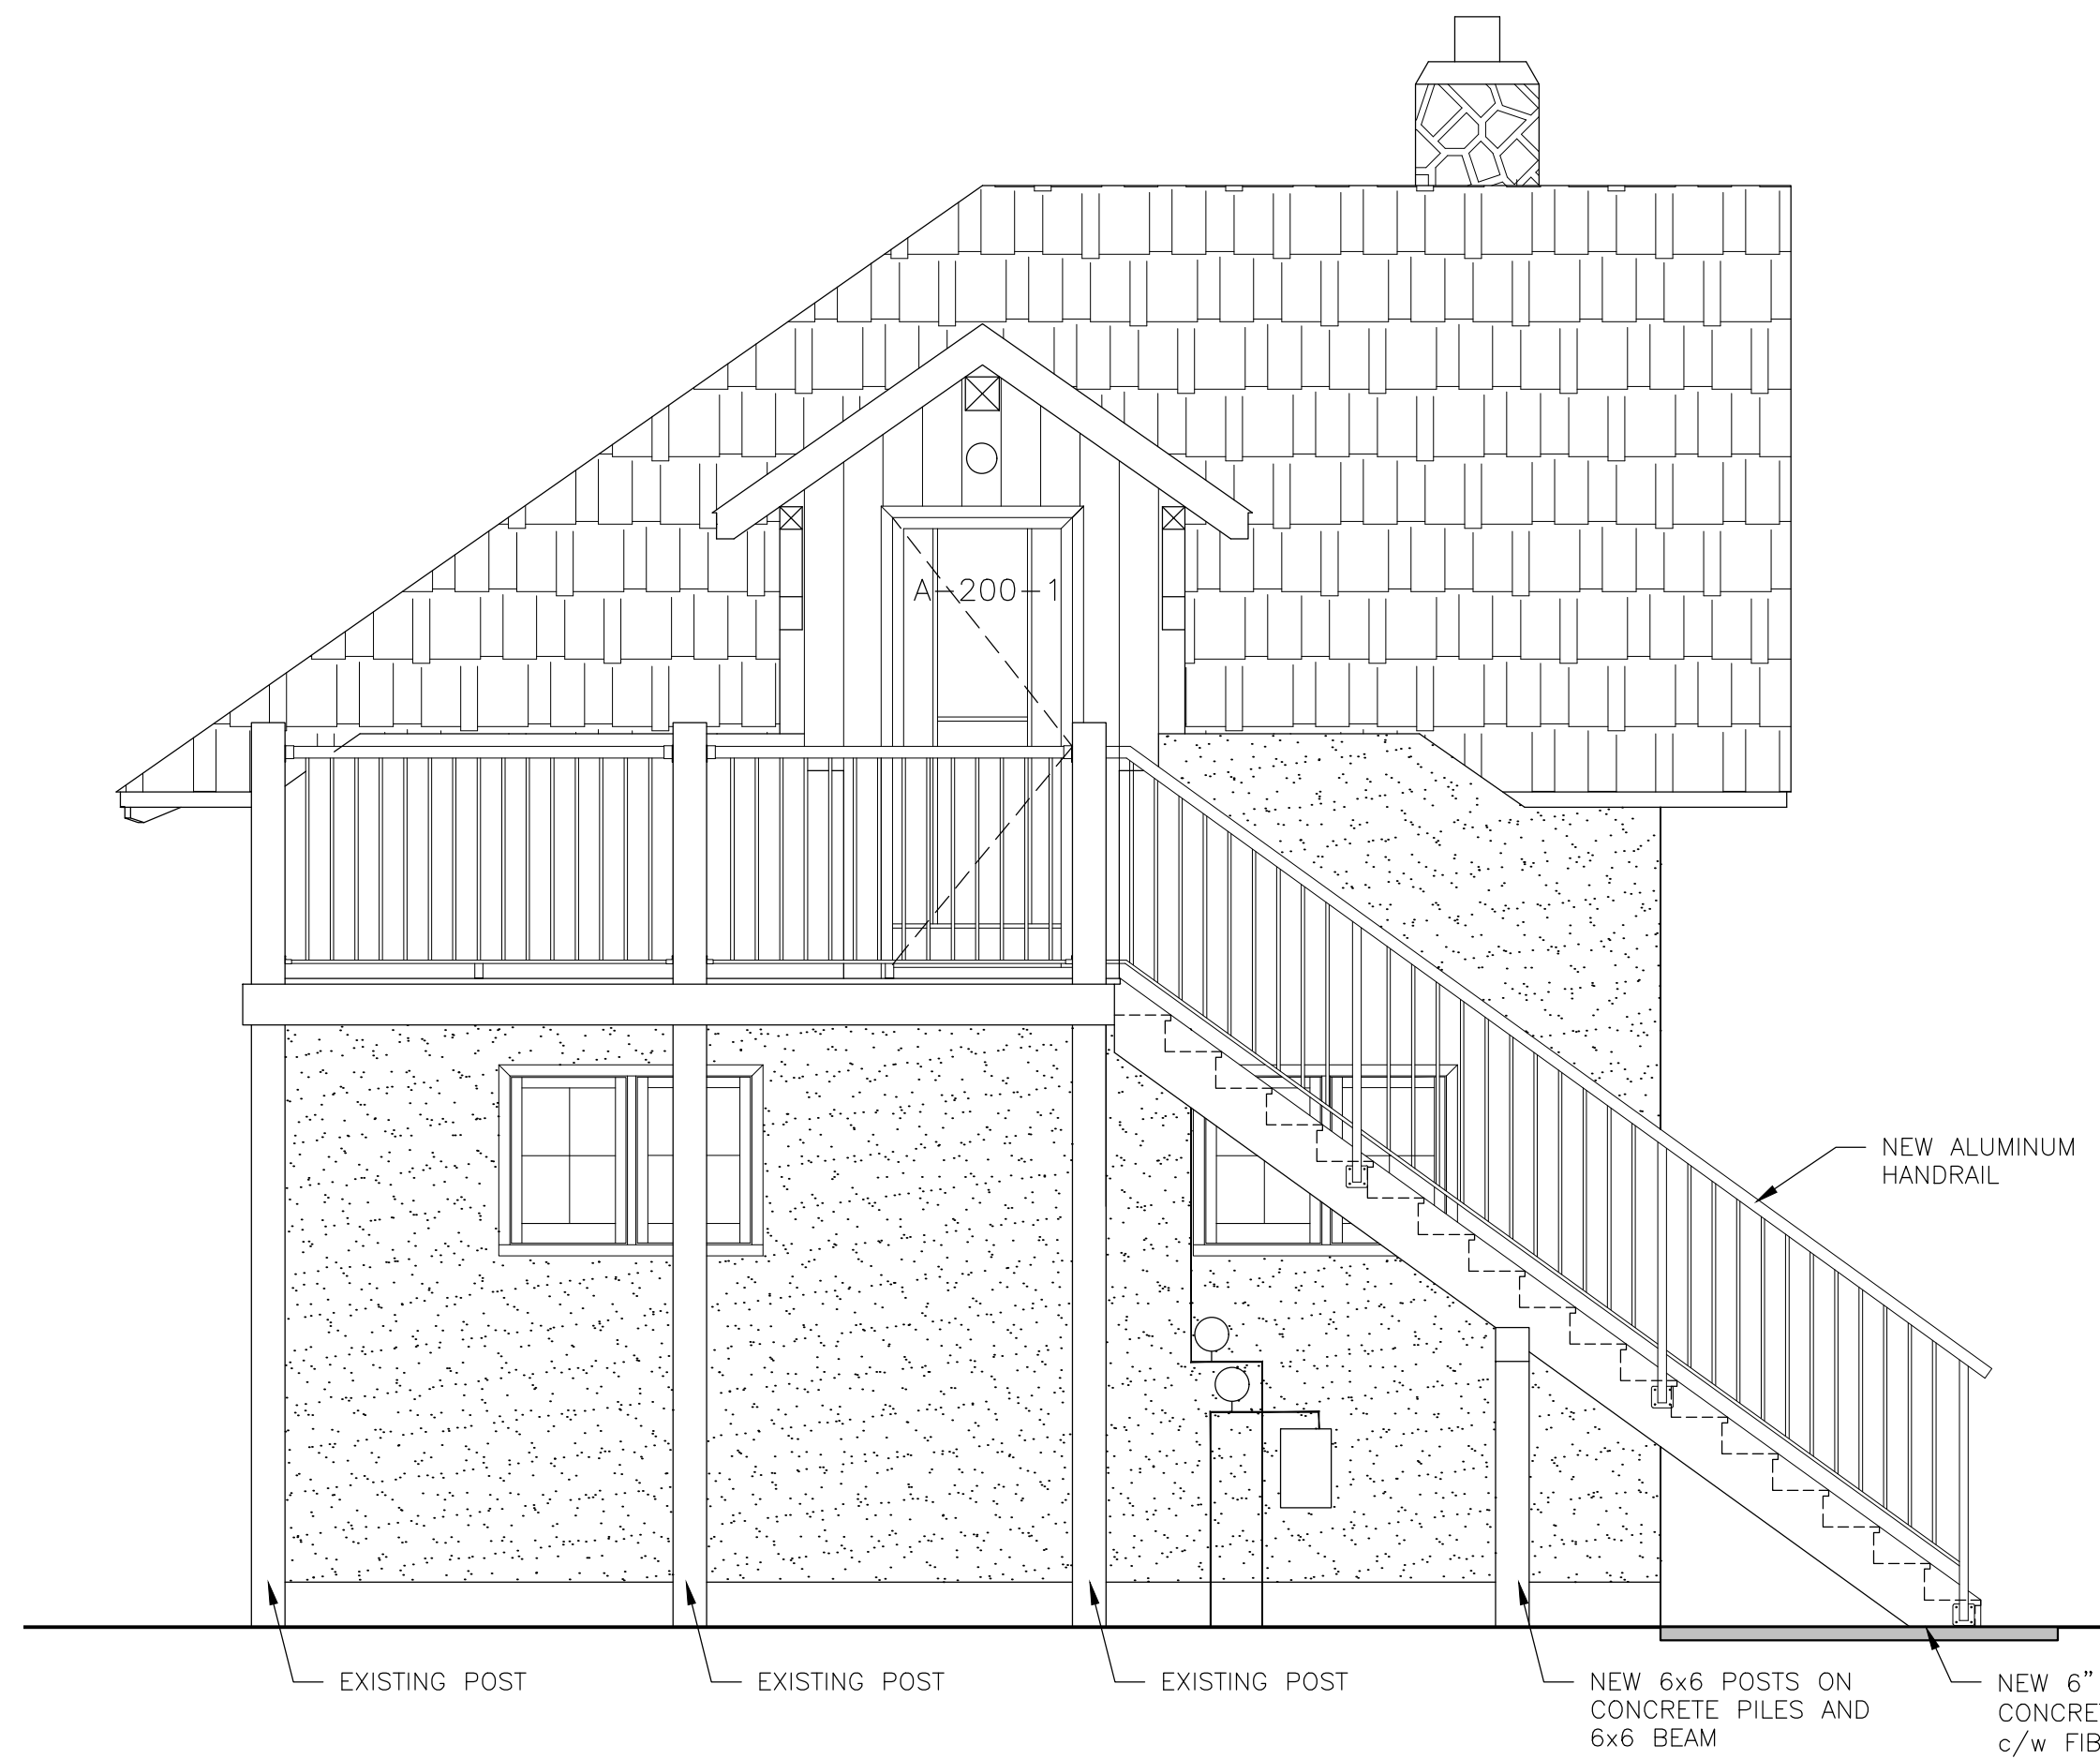 A-200-1
NEW ALUMINUM
HANDRAIL
EXISTING POST
EXISTING POST
EXISTING POST
NEW 6x6 POSTS ON
CONCRETE PILES AND
6x6 BEAM
NEW 6"
c/w